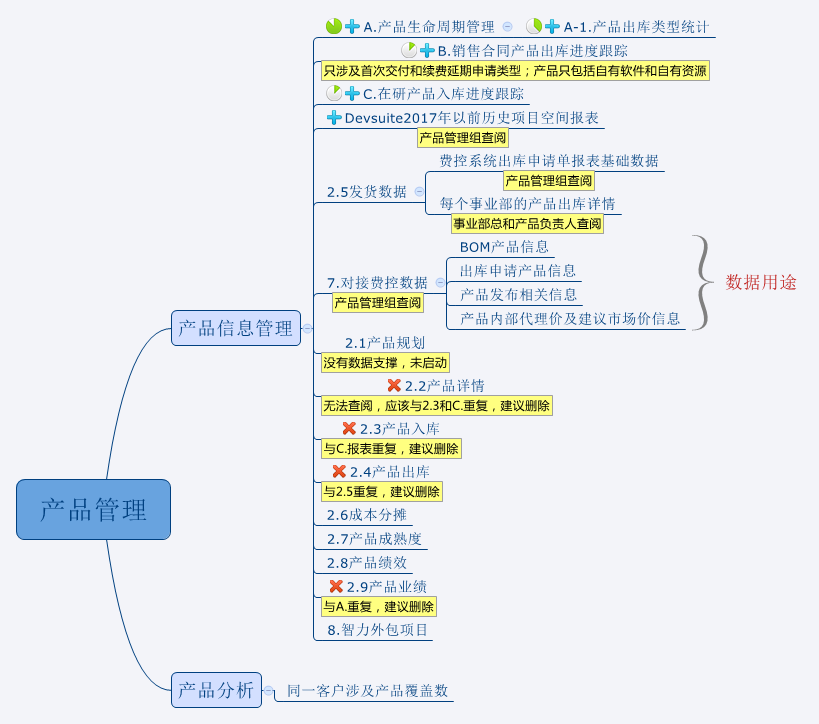 A.产品生命周期管理
A-1.产品出库类型统计
B.销售合同产品出库进度跟踪
只涉及首次交付和续费延期申请类型；产品只包括自有软件和自有资源
C.在研产品入库进度跟踪
Devsuite2017年以前历史项目空间报表
产品管理组查阅
2.5发货数据
费控系统出库申请单报表基础数据
产品管理组查阅
每个事业部的产品出库详情
事业部总和产品负责人查阅
7.对接费控数据
产品管理组查阅
BOM产品信息
出库申请产品信息
产品发布相关信息
产品内部代理价及建议市场价信息
数据用途
产品信息管理
2.1产品规划
没有数据支撑，未启动
2.2产品详情
无法查阅，应该与2.3和C.重复，建议删除
2.3产品入库
与C.报表重复，建议删除
2.4产品出库
与2.5重复，建议删除
2.6成本分摊
2.7产品成熟度
2.8产品绩效
2.9产品业绩
与A.重复，建议删除
8.智力外包项目
产品管理
产品分析
同一客户涉及产品覆盖数